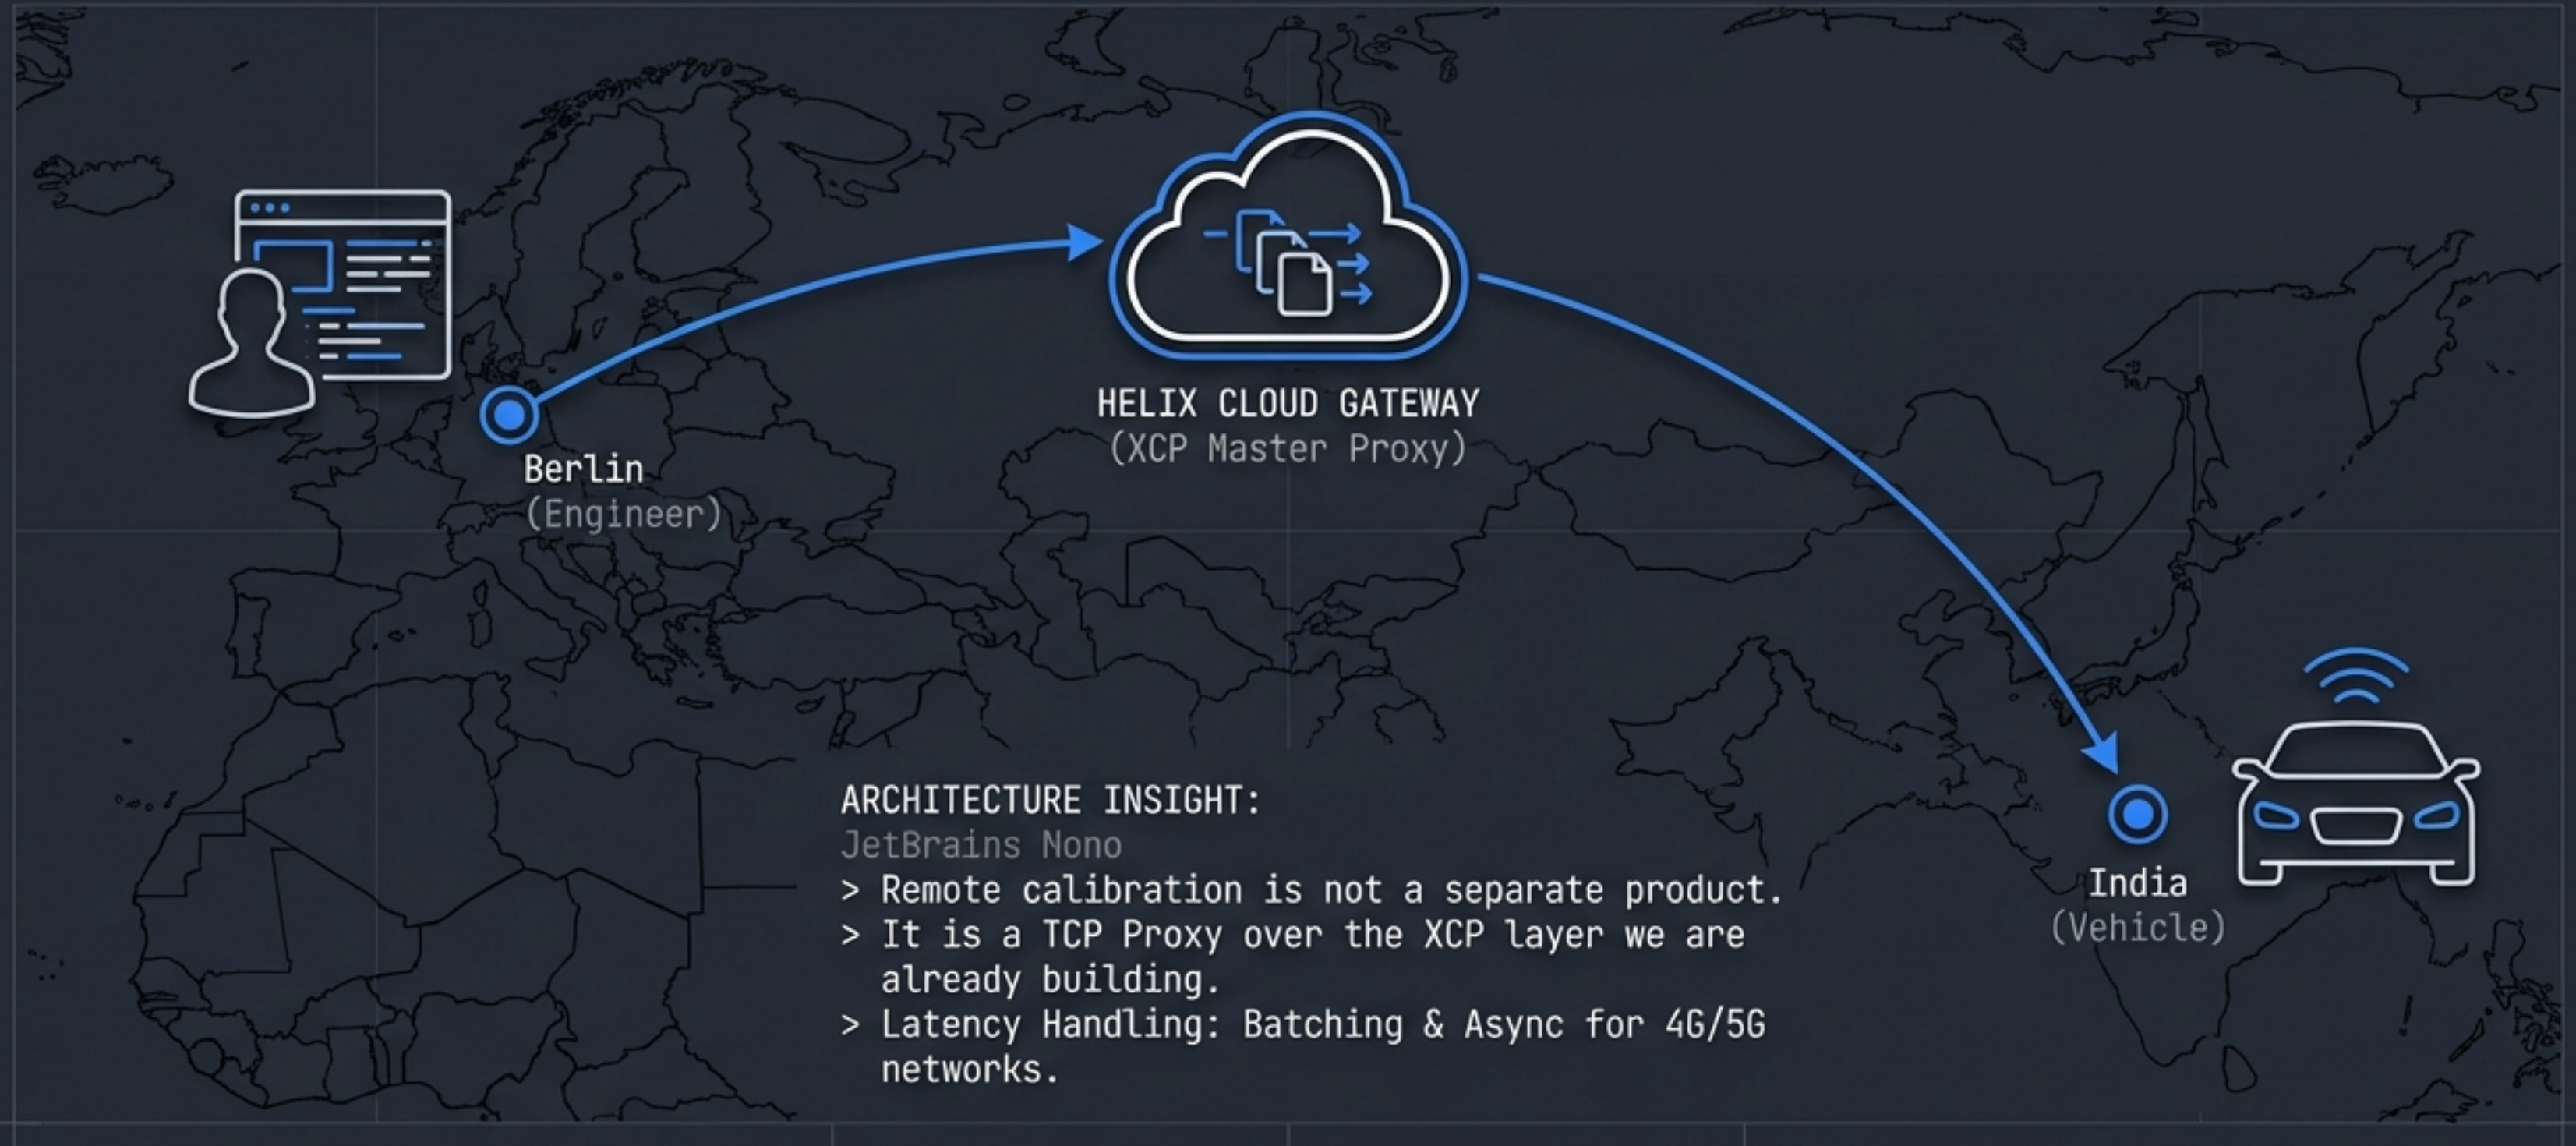 HELIX CLOUD GATEWAY
(XCP Master Proxy)
Berlin
(Engineer)
ARCHITECTURE INSIGHT:
JetBrains Nono
> Remote calibration is not a separate product.
> It is a TCP Proxy over the XCP layer we are
already building.
> Latency Handling: Batching & Async for 4G/5G
networks.
India
(Vehicle)